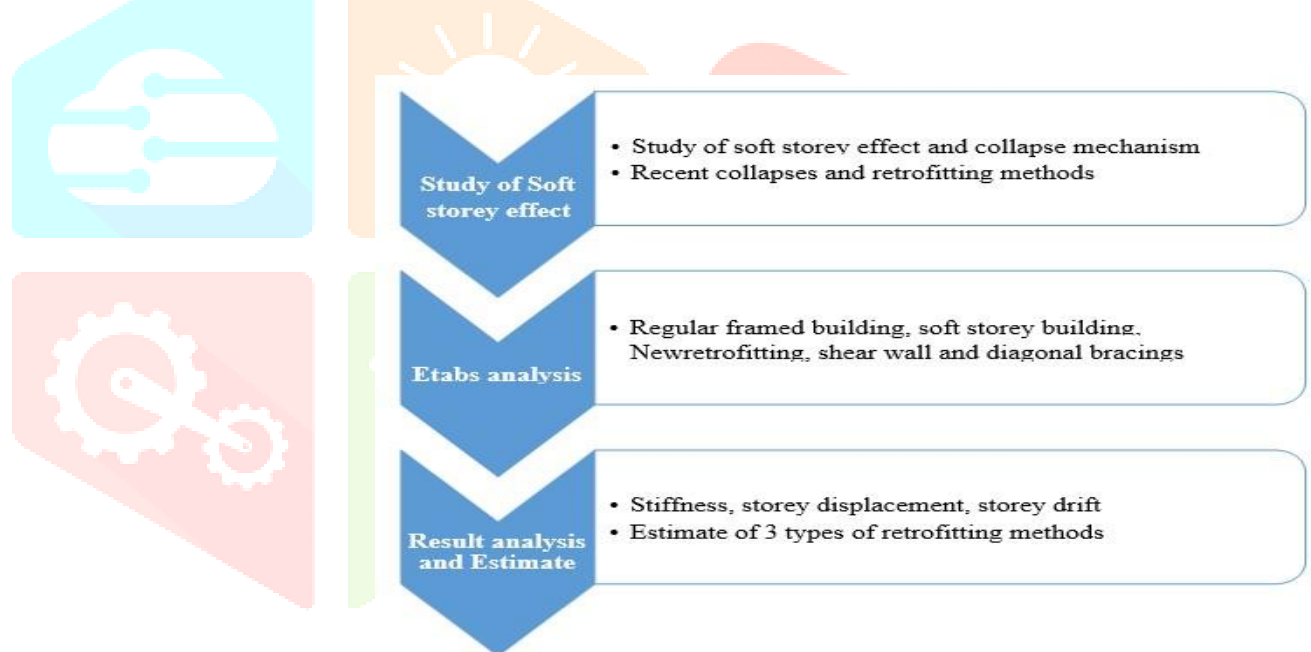 Study of Soft
storey effect
• Study of soft storey effect and collapse mechanism
• Recent collapses and retrofitting methods
Etabs analysis
• Regular framed building, soft storey building,
Newretrofitting, shear wall and diagonal bracings
Result analysis
and Estimate
• Stiffness, storey displacement, storey drift
• Estimate of 3 types of retrofitting methods